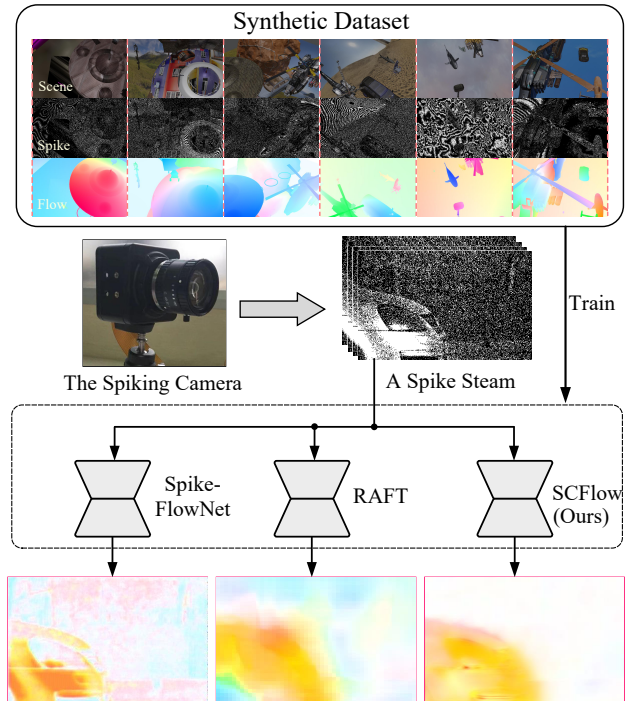 Synthetic Dataset
Scene
Spike
Flow
Train
The Spiking Camera
A Spike Steam
Spike-
FlowNet
RAFT
SCFlow
(Ours)